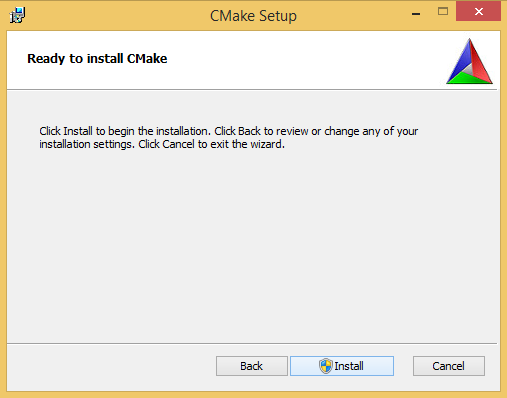 CMake Setup
Ready to install CMake
Click Install to begin the installation. Click Back to review or change any of your
installation settings. Click Cancel to exit the wizard.
Back
Install
Cancel